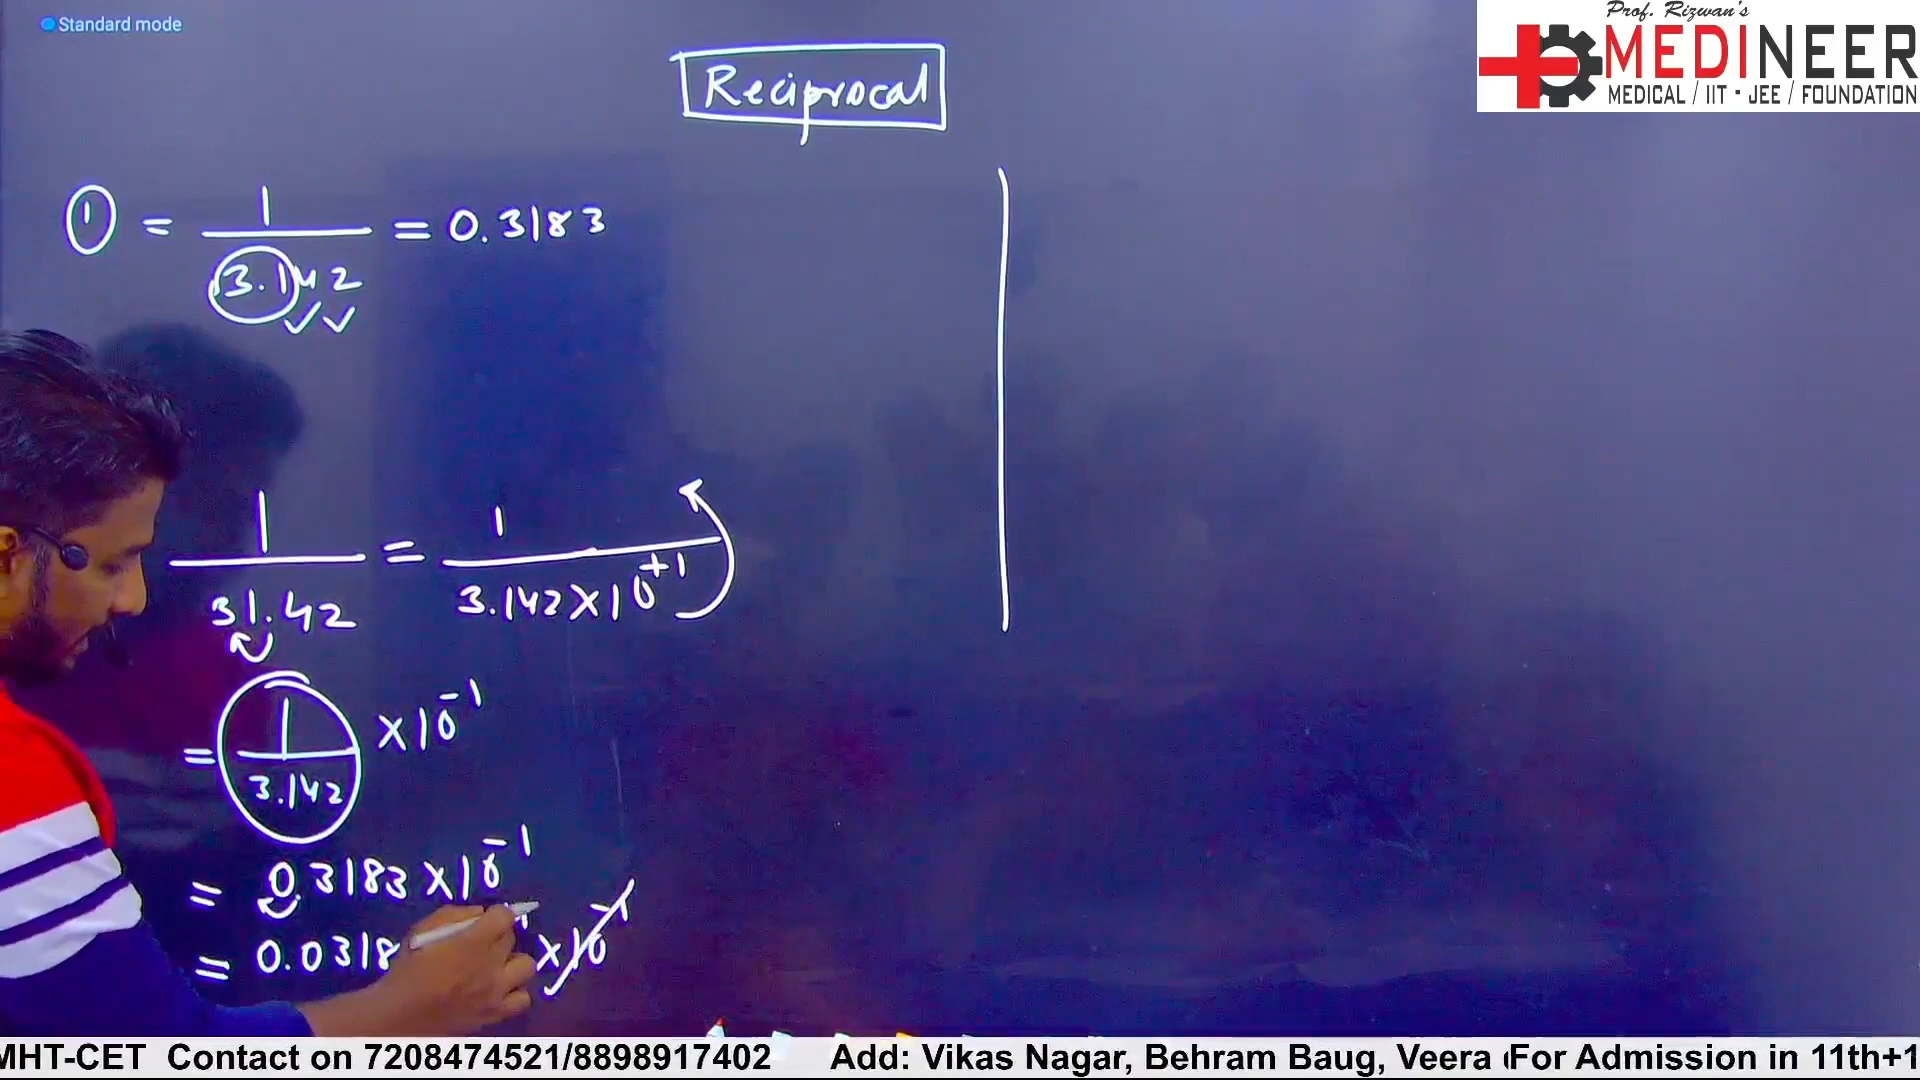 Standard mode
Prof. Rizwan's
MEDINEER
MEDICAL / IIT - JEE / FOUNDATION
Reciprocal
① = 1/3.142 = 0.3183
1/31.42 = 1/3.142×10⁺¹
= 1/3.142 ×10⁻¹
= 0.3183×10⁻¹
= 0.0318 ×10⁻¹
MHT-CET Contact on 7208474521/8898917402 Add: Vikas Nagar, Behram Baug, Veera For Admission in 11th+1